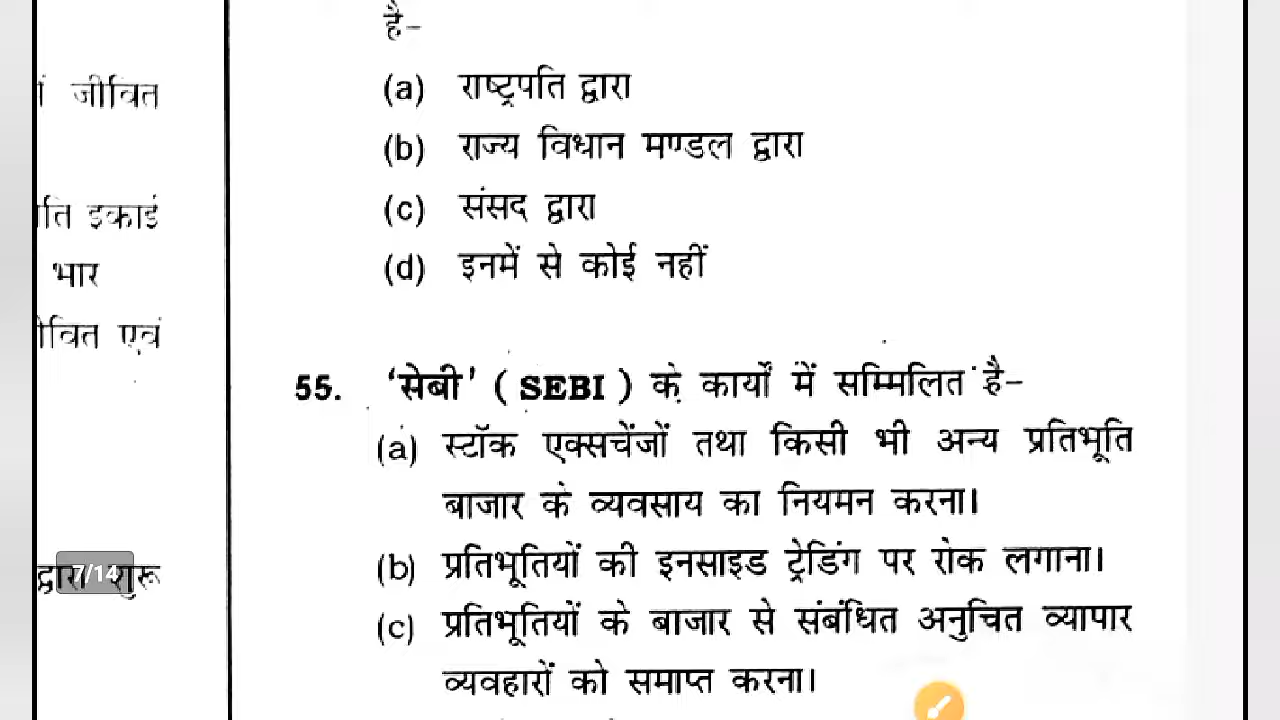 है-
(a) राष्ट्रपति द्वारा
(b) राज्य विधान मण्डल द्वारा
(c) संसद द्वारा
(d) इनमें से कोई नहीं
55. 'सेबी' ( SEBI ) के कार्यों में सम्मिलित है-
(a) स्टॉक एक्सचेंजों तथा किसी भी अन्य प्रतिभूति
बाजार के व्यवसाय का नियमन करना।
(b) प्रतिभूतियों की इनसाइड ट्रेडिंग पर रोक लगाना।
(c) प्रतिभूतियों के बाजार से संबंधित अनुचित व्यापार
व्यवहारों को समाप्त करना।
जीवित
इकाई
भार
एवं
7/14
शुरू